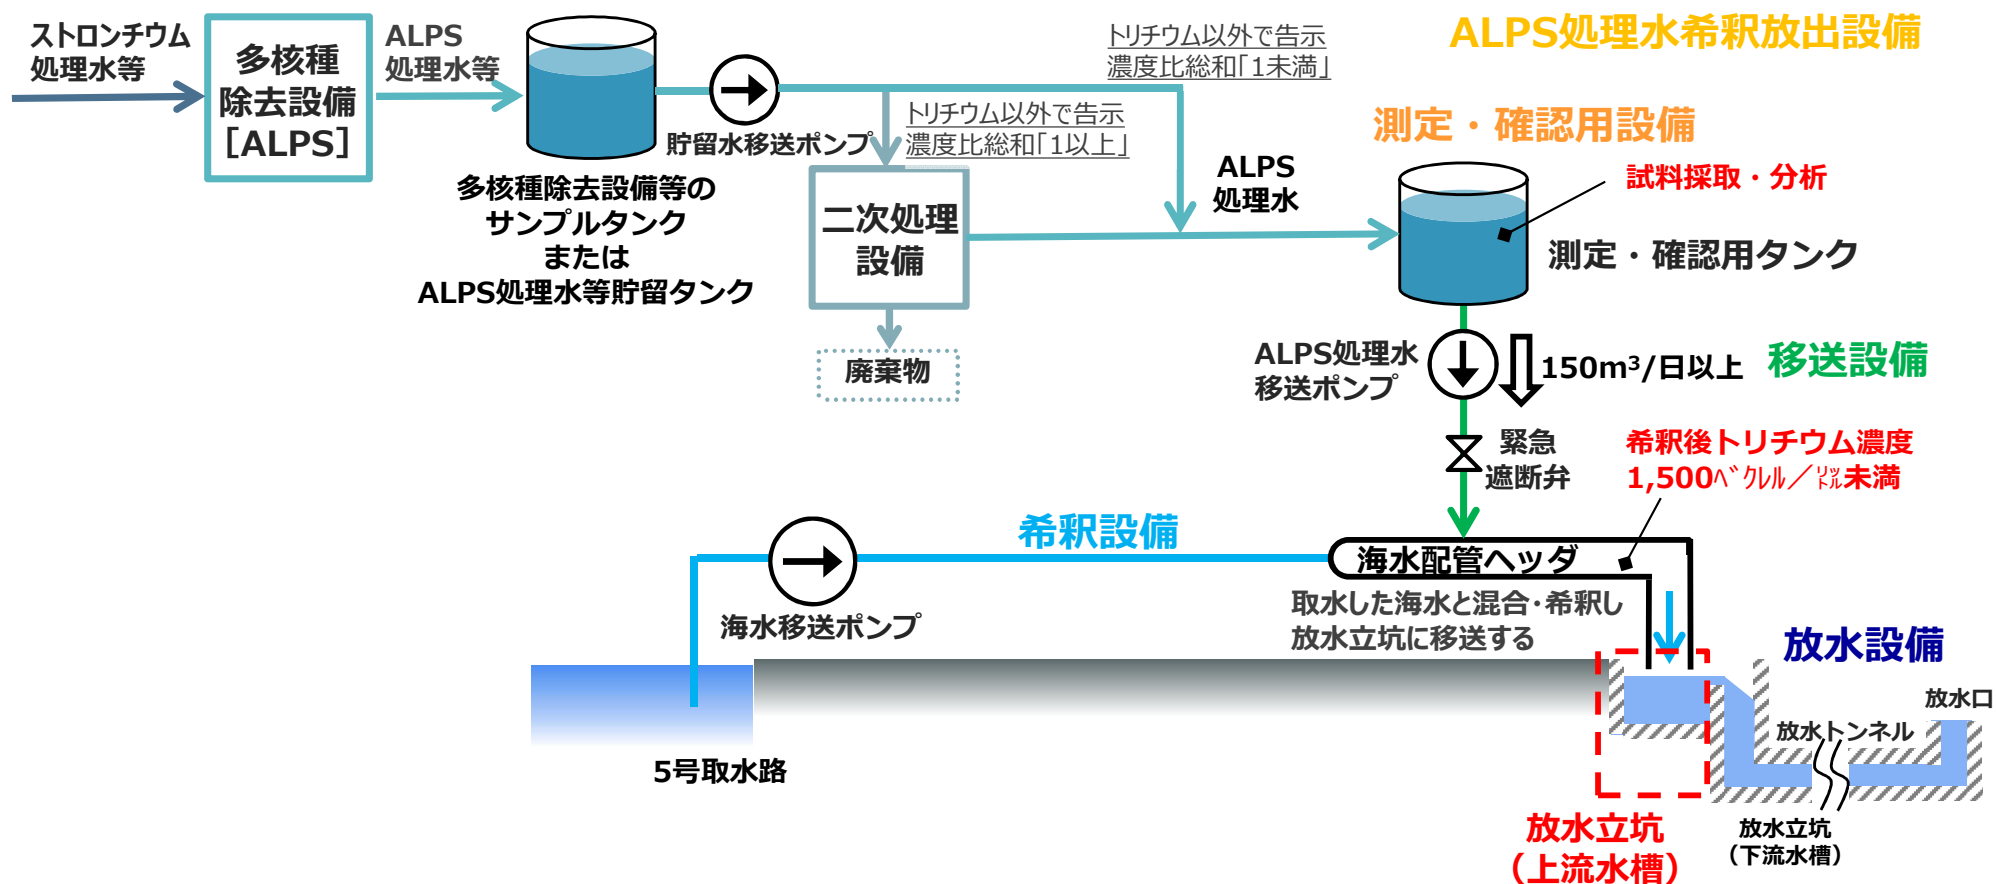 ストロンチウム
処理水等
多核種
除去設備
［ALPS］
ALPS
処理水等
貯留水移送ポンプ
多核種除去設備等の
サンプルタンク
または
ALPS処理水等貯留タンク
トリチウム以外で告示
濃度比総和「1未満」
トリチウム以外で告示
濃度比総和「1以上」
二次処理
設備
廃棄物
ALPS
処理水
ALPS処理水希釈放出設備
測定・確認用設備
試料採取・分析
測定・確認用タンク
ALPS処理水
移送ポンプ
150m³/日以上
移送設備
緊急
遮断弁
希釈後トリチウム濃度
1,500ﾍﾞｸﾚﾙ／㍑未満
希釈設備
海水配管ヘッダ
海水移送ポンプ
取水した海水と混合・希釈し
放水立坑に移送する
放水設備
放水口
放水トンネル
5号取水路
放水立坑
（上流水槽）
放水立坑
（下流水槽）